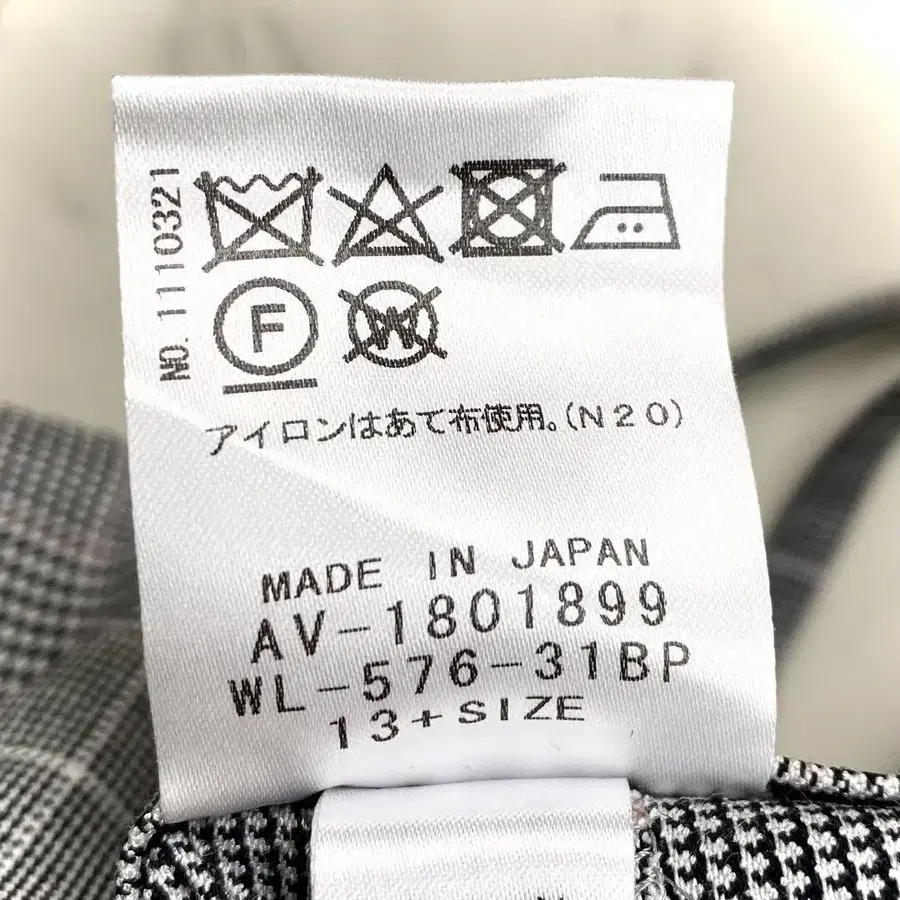 NO. 1110321
F
W
アイロンはあて布使用。(N20)
MADE IN JAPAN
AV-1801899
WL-576-31BP
13+SIZE